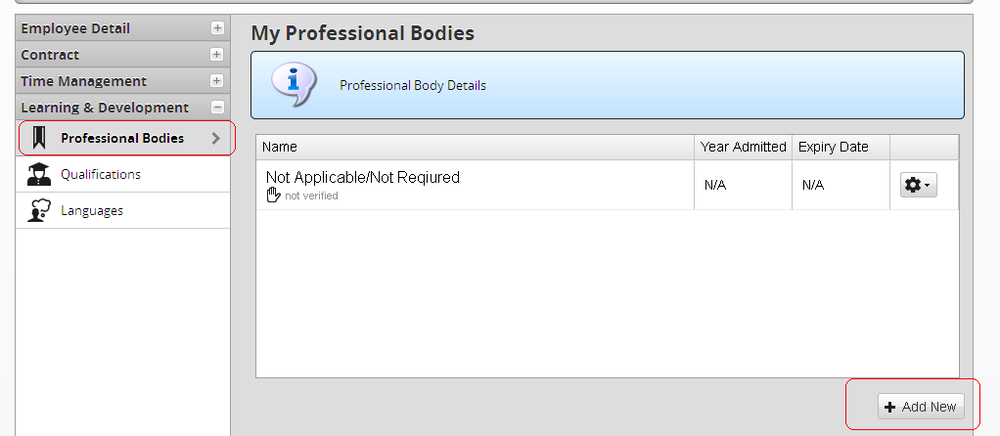 Employee Detail
Contract
Time Management
Learning & Development
Professional Bodies
Qualifications
Languages
My Professional Bodies
Professional Body Details
Name Year Admitted Expiry Date
Not Applicable/Not Reqiured N/A N/A
not verified
Add New